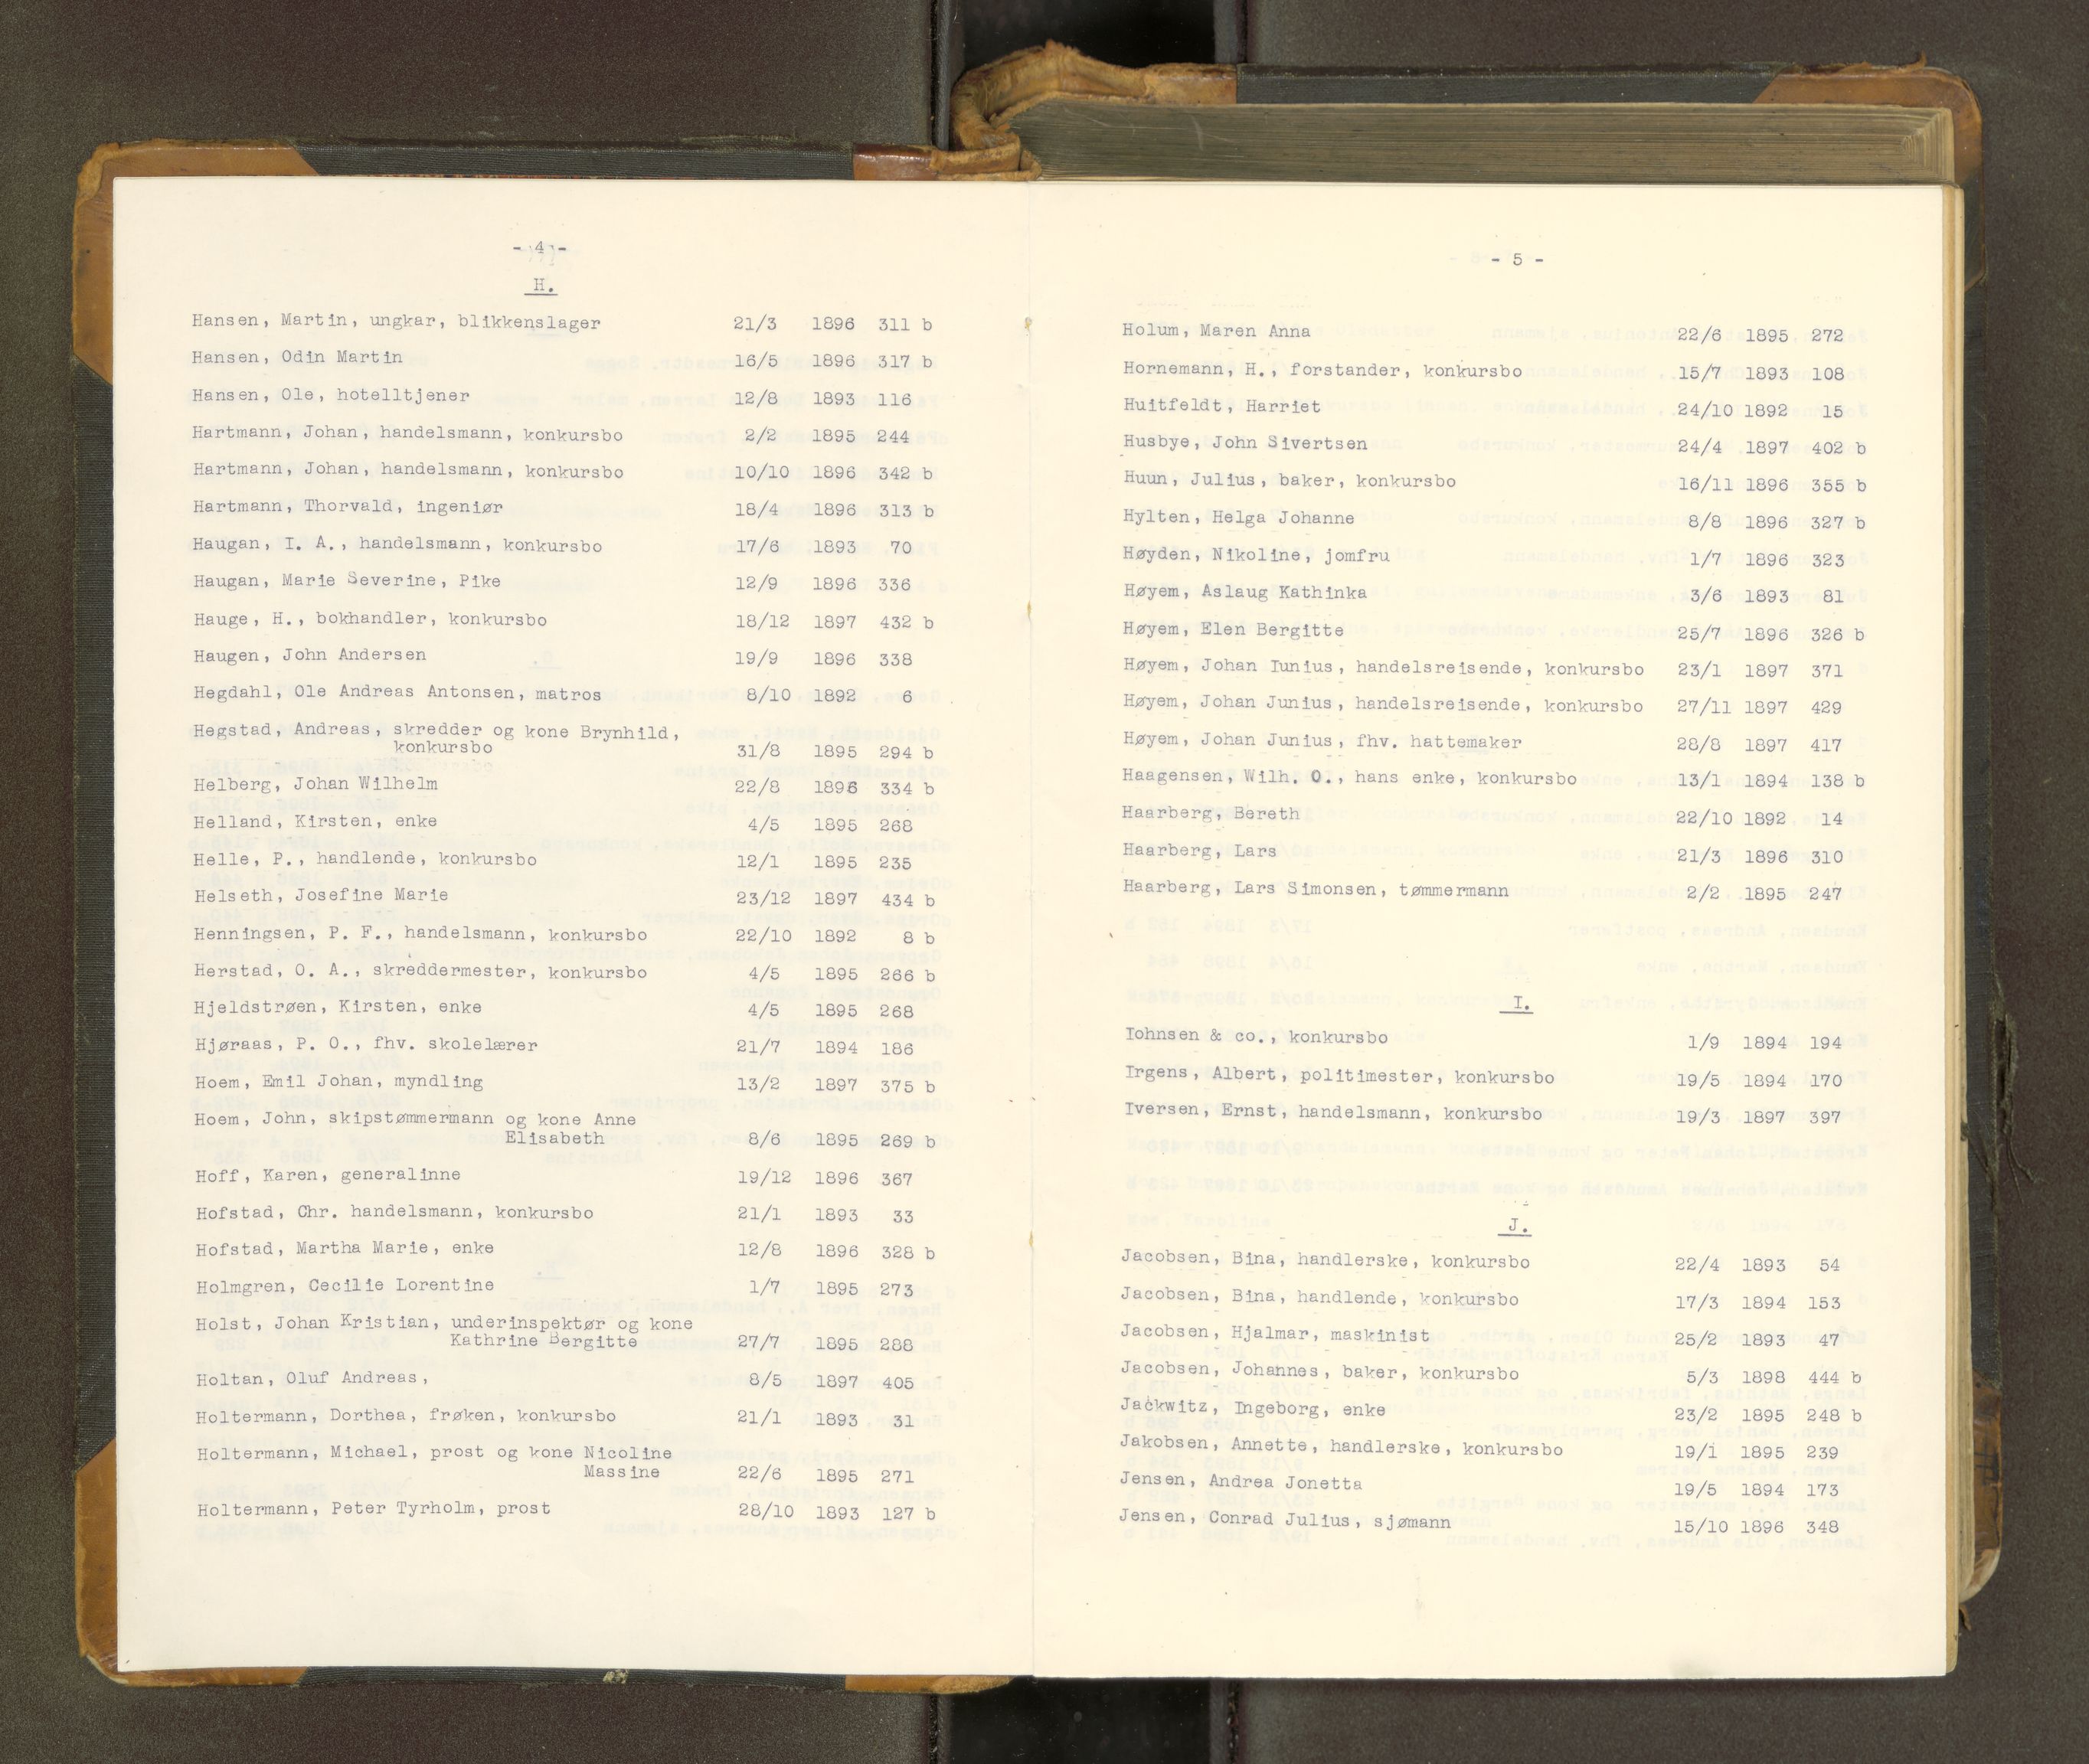 - 4 -
H.
Hansen, Martin, ungkar, blikkenslager 21/3 1896 311 b
Hansen, Odin Martin 16/5 1896 317 b
Hansen, Ole, hotelltjener 12/8 1893 116
Hartmann, Johan, handelsmann, konkursbo 2/2 1895 244
Hartmann, Johan, handelsmann, konkursbo 10/10 1896 342 b
Hartmann, Thorvald, ingeniør 18/4 1896 313 b
Haugan, I. A., handelsmann, konkursbo 17/6 1893 70
Haugan, Marie Severine, Pike 12/9 1896 336
Hauge, H., bokhandler, konkursbo 18/12 1897 432 b
Haugen, John Andersen 19/9 1896 338
Hegdahl, Ole Andreas Antonsen, matros 8/10 1892 6
Hegstad, Andreas, skredder og kone Brynhild,
konkursbo 31/8 1895 294 b
Helberg, Johan Wilhelm 22/8 1896 334 b
Helland, Kirsten, enke 4/5 1895 268
Helle, P., handlende, konkursbo 12/1 1895 235
Helseth, Josefine Marie 23/12 1897 434 b
Henningsen, P. F., handelsmann, konkursbo 22/10 1892 8 b
Herstad, O. A., skreddermester, konkursbo 4/5 1895 266 b
Hjeldstrøen, Kirsten, enke 4/5 1895 268
Hjøraas, P. O., fhv. skolelærer 21/7 1894 186
Hoem, Emil Johan, myndling 13/2 1897 375 b
Hoem, John, skipstømmermann og kone Anne
Elisabeth 8/6 1895 269 b
Hoff, Karen, generalinne 19/12 1896 367
Hofstad, Chr. handelsmann, konkursbo 21/1 1893 33
Hofstad, Martha Marie, enke 12/8 1896 328 b
Holmgren, Cecilie Lorentine 1/7 1895 273
Holst, Johan Kristian, underinspektør og kone
Kathrine Bergitte 27/7 1895 288
Holtan, Oluf Andreas, 8/5 1897 405
Holtermann, Dorthea, frøken, konkursbo 21/1 1893 31
Holtermann, Michael, prost og kone Nicoline
Massine 22/6 1895 271
Holtermann, Peter Tyrholm, prost 28/10 1893 127 b
- 5 -
Holum, Maren Anna 22/6 1895 272
Hornemann, H., forstander, konkursbo 15/7 1893 108
Huitfeldt, Harriet 24/10 1892 15
Husbye, John Sivertsen 24/4 1897 402 b
Huun, Julius, baker, konkursbo 16/11 1896 355 b
Hylten, Helga Johanne 8/8 1896 327 b
Høyden, Nikoline, jomfru 1/7 1896 323
Høyem, Aslaug Kathinka 3/6 1893 81
Høyem, Elen Bergitte 25/7 1896 326 b
Høyem, Johan Iunius, handelsreisende, konkursbo 23/1 1897 371
Høyem, Johan Junius, handelsreisende, konkursbo 27/11 1897 429
Høyem, Johan Junius, fhv. hattemaker 28/8 1897 417
Haagensen, Wilh. O., hans enke, konkursbo 13/1 1894 138 b
Haarberg, Bereth 22/10 1892 14
Haarberg, Lars 21/3 1896 310
Haarberg, Lars Simonsen, tømmermann 2/2 1895 247
I.
Iohnsen & co., konkursbo 1/9 1894 194
Irgens, Albert, politimester, konkursbo 19/5 1894 170
Iversen, Ernst, handelsmann, konkursbo 19/3 1897 397
J.
Jacobsen, Bina, handlerske, konkursbo 22/4 1893 54
Jacobsen, Bina, handlende, konkursbo 17/3 1894 153
Jacobsen, Hjalmar, maskinist 25/2 1893 47
Jacobsen, Johannes, baker, konkursbo 5/3 1898 444 b
Jackwitz, Ingeborg, enke 23/2 1895 248 b
Jakobsen, Annette, handlerske, konkursbo 19/1 1895 239
Jensen, Andrea Jonetta 19/5 1894 173
Jensen, Conrad Julius, sjømann 15/10 1896 348